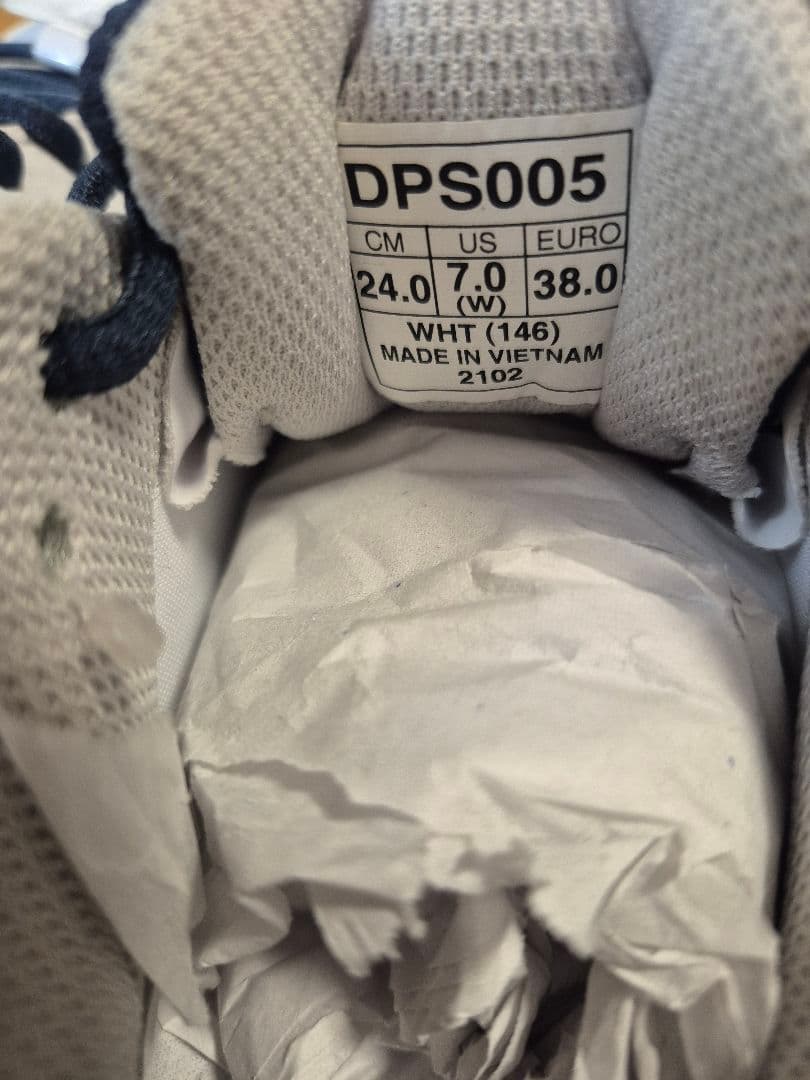 DPS005
CM US EURO
24.0 7.0 (W) 38.0
WHT (146)
MADE IN VIETNAM
2102